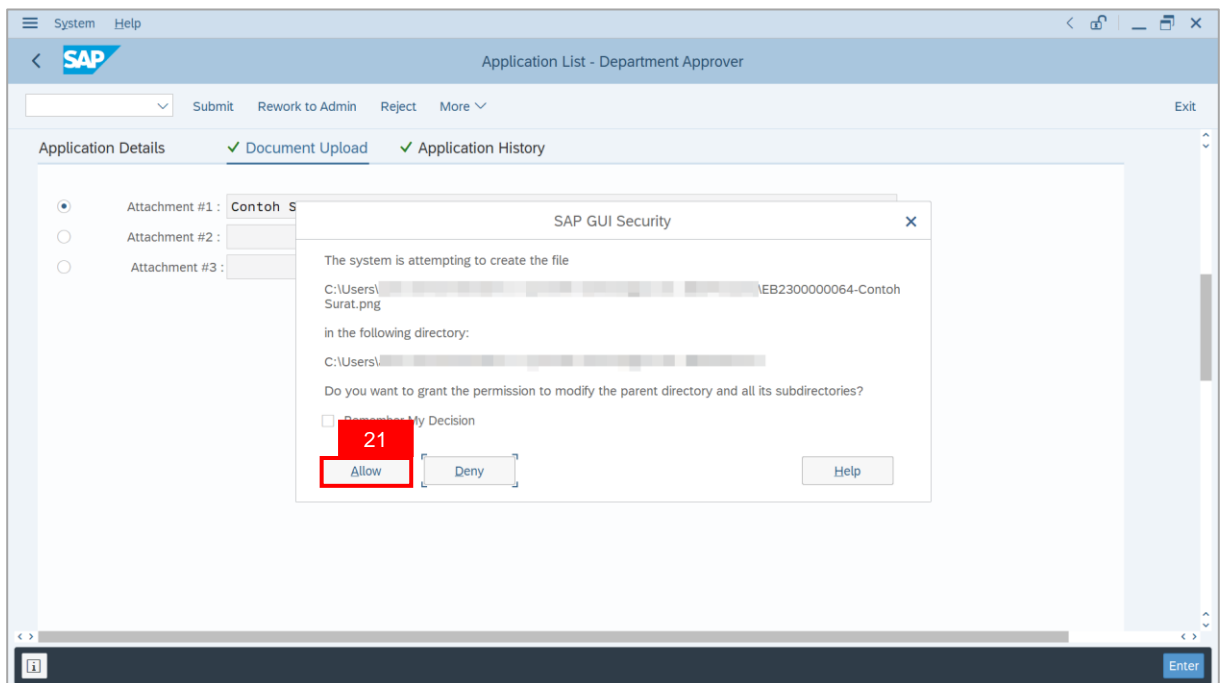 System Help
SAP
Application List - Department Approver
Submit Rework to Admin Reject More Exit
Application Details Document Upload Application History
Attachment #1 : Contoh S
Attachment #2 :
Attachment #3 :
SAP GUI Security
The system is attempting to create the file
C:\Users\ \EB2300000064-Contoh
Surat.png
in the following directory:
C:\Users\
Do you want to grant the permission to modify the parent directory and all its subdirectories?
Remember My Decision
21
Allow Deny Help
Enter